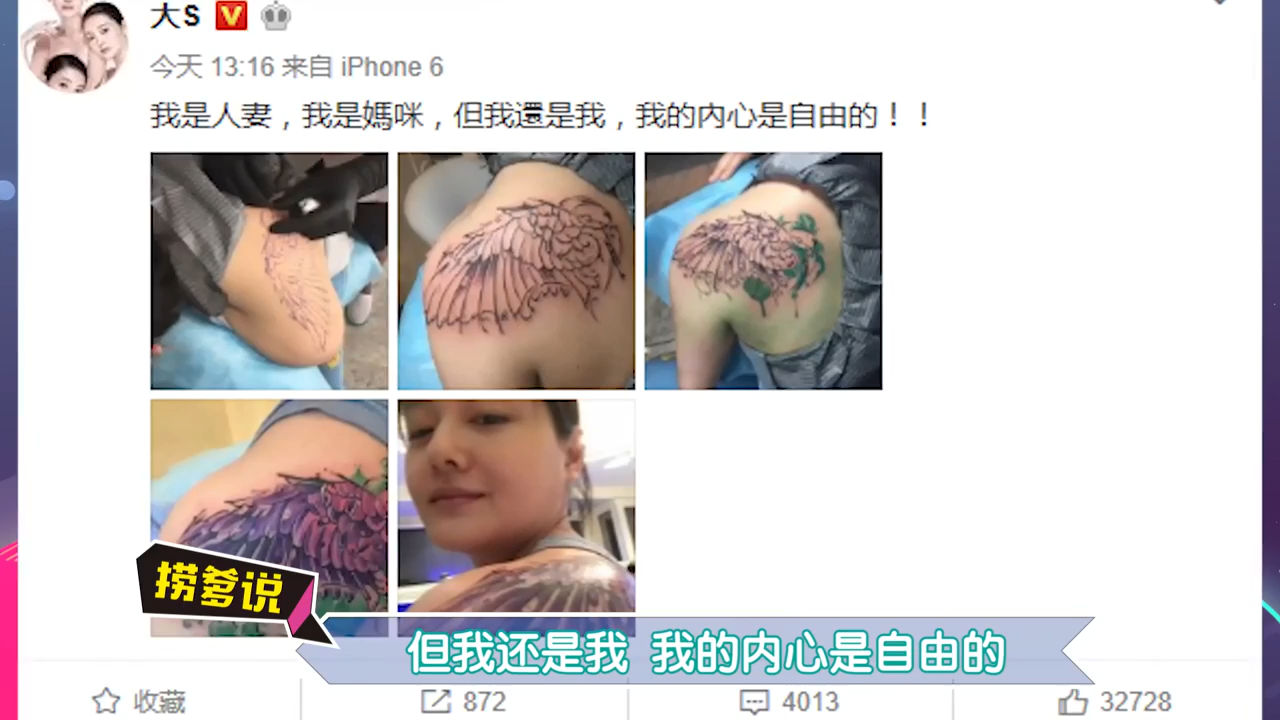 大S
今天 13:16 来自 iPhone 6
我是人妻，我是媽咪，但我還是我，我的内心是自由的！！
捞爹说
但我还是我 我的内心是自由的
收藏
872
4013
32728